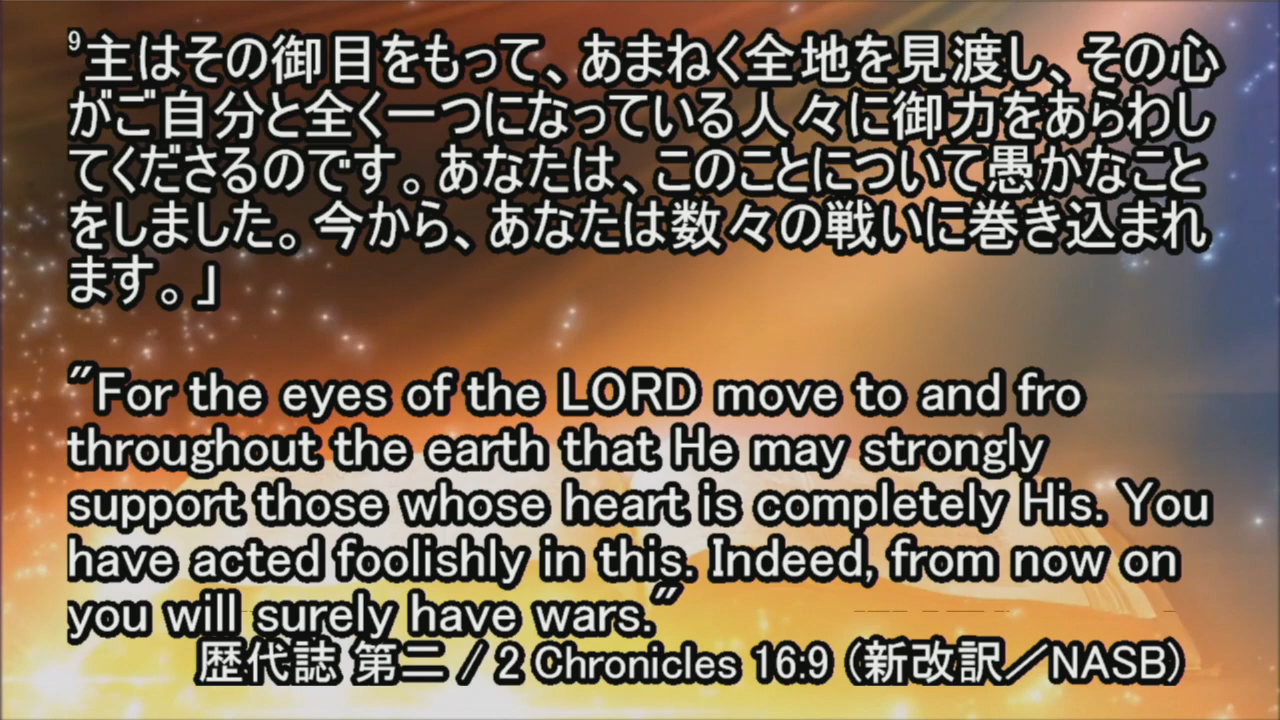 9主はその御目をもって、あまねく全地を見渡し、その心
がご自分と全く一つになっている人々に御力をあらわし
てくださるのです。あなたは、このことについて愚かなこと
をしました。今から、あなたは数々の戦いに巻き込まれ
ます。」
"For the eyes of the LORD move to and fro
throughout the earth that He may strongly
support those whose heart is completely His. You
have acted foolishly in this. Indeed, from now on
you will surely have wars."
歴代誌 第二 / 2 Chronicles 16:9 (新改訳／NASB)